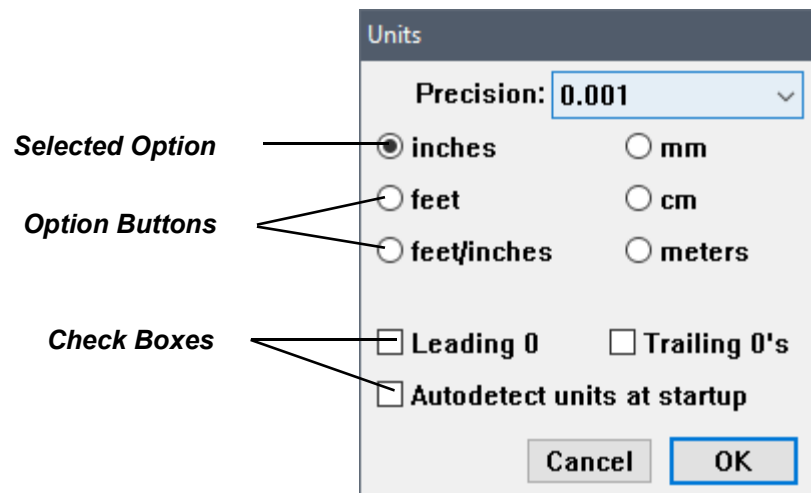 Units
Precision: 0.001
Selected Option
inches
mm
Option Buttons
feet
cm
feet/inches
meters
Check Boxes
Leading 0
Trailing 0's
Autodetect units at startup
Cancel
OK